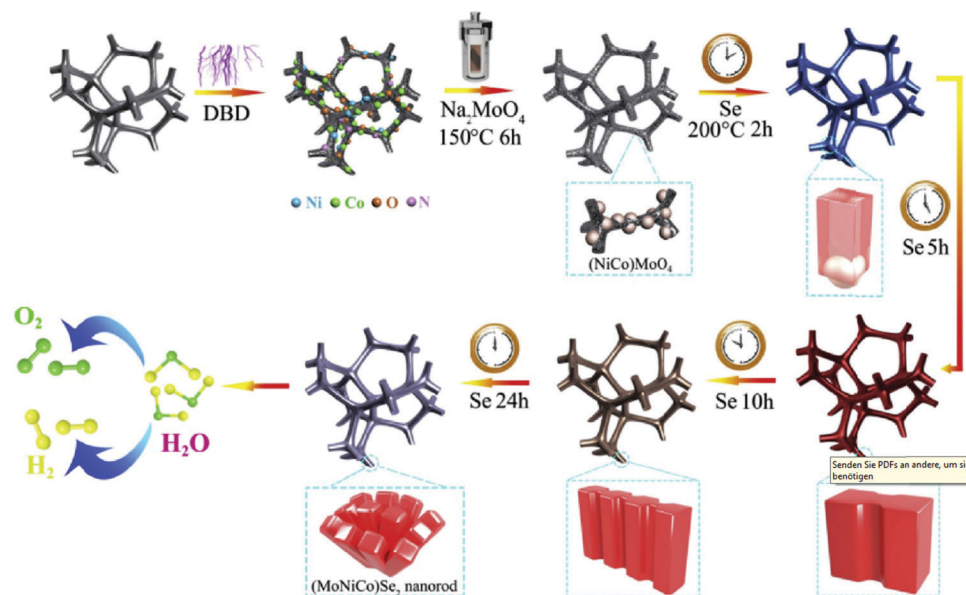 DBD
Na₂MoO₄
150°C 6h
Se
200°C 2h
Ni Co O N
(NiCo)MoO₄
Se 5h
O₂
H₂O
H₂
Se 24h
Se 10h
Senden Sie PDFs an andere, um si
benötigen
(MoNiCo)Se₂ nanorod